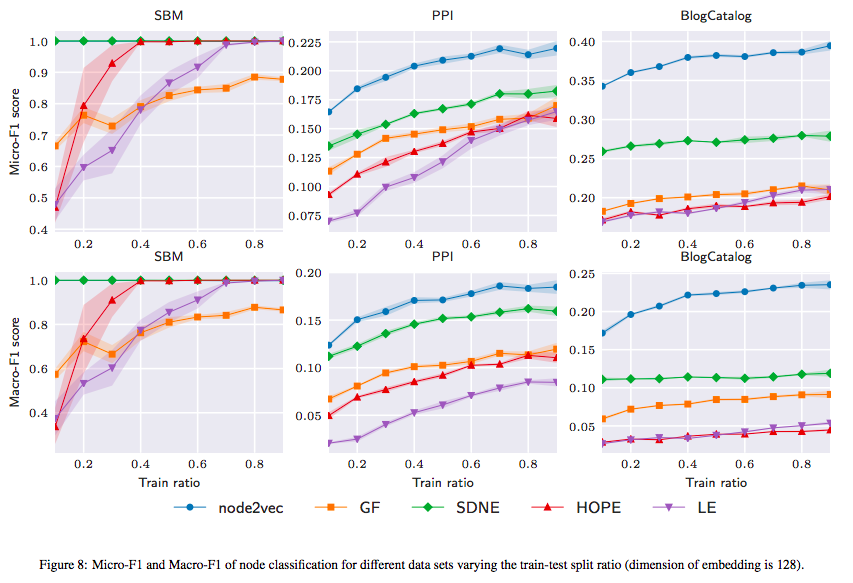 SBM
PPI
BlogCatalog
Micro-F1 score
1.0
0.9
0.8
0.7
0.6
0.5
0.4
0.2 0.4 0.6 0.8
0.225
0.200
0.175
0.150
0.125
0.100
0.075
0.2 0.4 0.6 0.8
0.40
0.35
0.30
0.25
0.20
0.2 0.4 0.6 0.8
SBM
PPI
BlogCatalog
Macro-F1 score
1.0
0.8
0.6
0.4
0.2 0.4 0.6 0.8
Train ratio
0.20
0.15
0.10
0.05
0.2 0.4 0.6 0.8
Train ratio
0.25
0.20
0.15
0.10
0.05
0.2 0.4 0.6 0.8
Train ratio
node2vec GF SDNE HOPE LE
Figure 8: Micro-F1 and Macro-F1 of node classification for different data sets varying the train-test split ratio (dimension of embedding is 128).